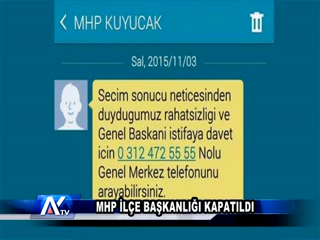 MHP KUYUCAK
Sal, 2015/11/03
Secim sonucu neticesinden
duydugumuz rahatsizligi ve
Genel Baskani istifaya davet
icin 0 312 472 55 55 Nolu
Genel Merkez telefonunu
arayabilirsiniz.
AK TV
MHP İLÇE BAŞKANLIĞI KAPATILDI